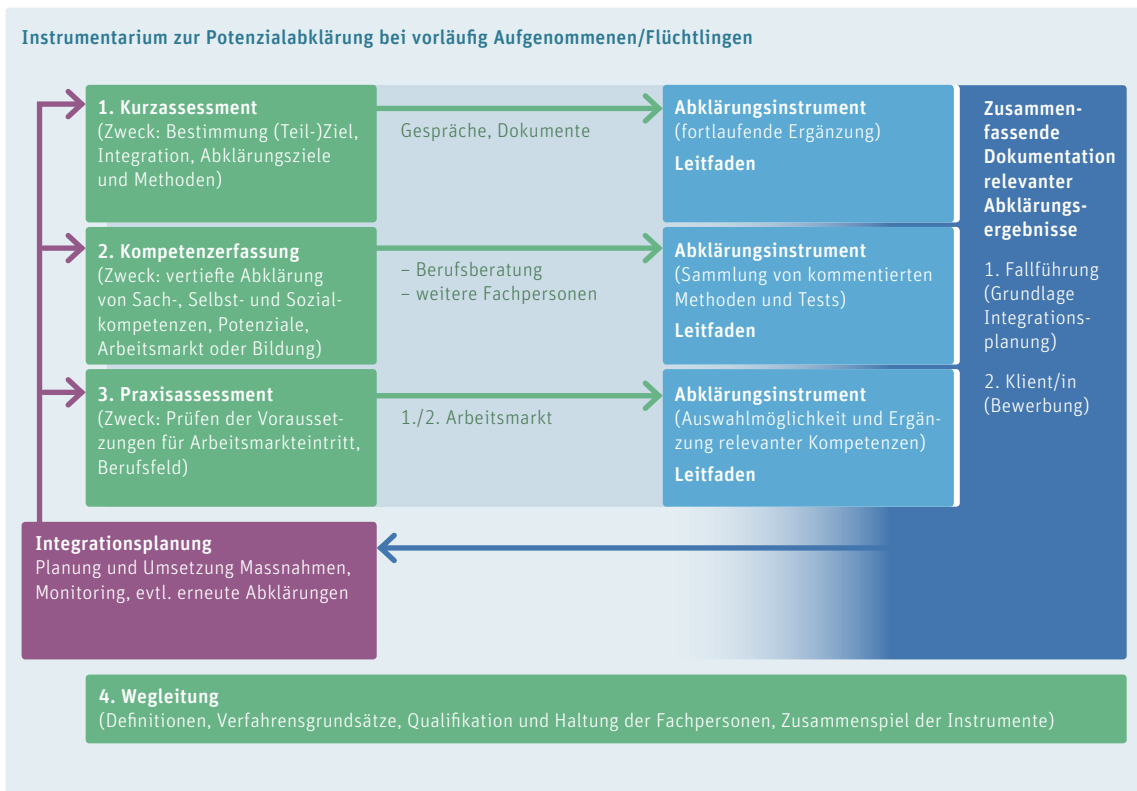 Instrumentarium zur Potenzialabklärung bei vorläufig Aufgenommenen/Flüchtlingen
1. Kurzassessment
(Zweck: Bestimmung (Teil-)Ziel,
Integration, Abklärungsziele
und Methoden)
Gespräche, Dokumente
Abklärungsinstrument
(fortlaufende Ergänzung)
Leitfaden
2. Kompetenzerfassung
(Zweck: vertiefte Abklärung
von Sach-, Selbst- und Sozial-
kompetenzen, Potenziale,
Arbeitsmarkt oder Bildung)
– Berufsberatung
– weitere Fachpersonen
Abklärungsinstrument
(Sammlung von kommentierten
Methoden und Tests)
Leitfaden
3. Praxisassessment
(Zweck: Prüfen der Vorausset-
zungen für Arbeitsmarkteintritt,
Berufsfeld)
1./2. Arbeitsmarkt
Abklärungsinstrument
(Auswahlmöglichkeit und Ergän-
zung relevanter Kompetenzen)
Leitfaden
Zusammen-
fassende
Dokumentation
relevanter
Abklärungs-
ergebnisse
1. Fallführung
(Grundlage
Integrations-
planung)
2. Klient/in
(Bewerbung)
Integrationsplanung
Planung und Umsetzung Massnahmen,
Monitoring, evtl. erneute Abklärungen
4. Wegleitung
(Definitionen, Verfahrensgrundsätze, Qualifikation und Haltung der Fachpersonen, Zusammenspiel der Instrumente)